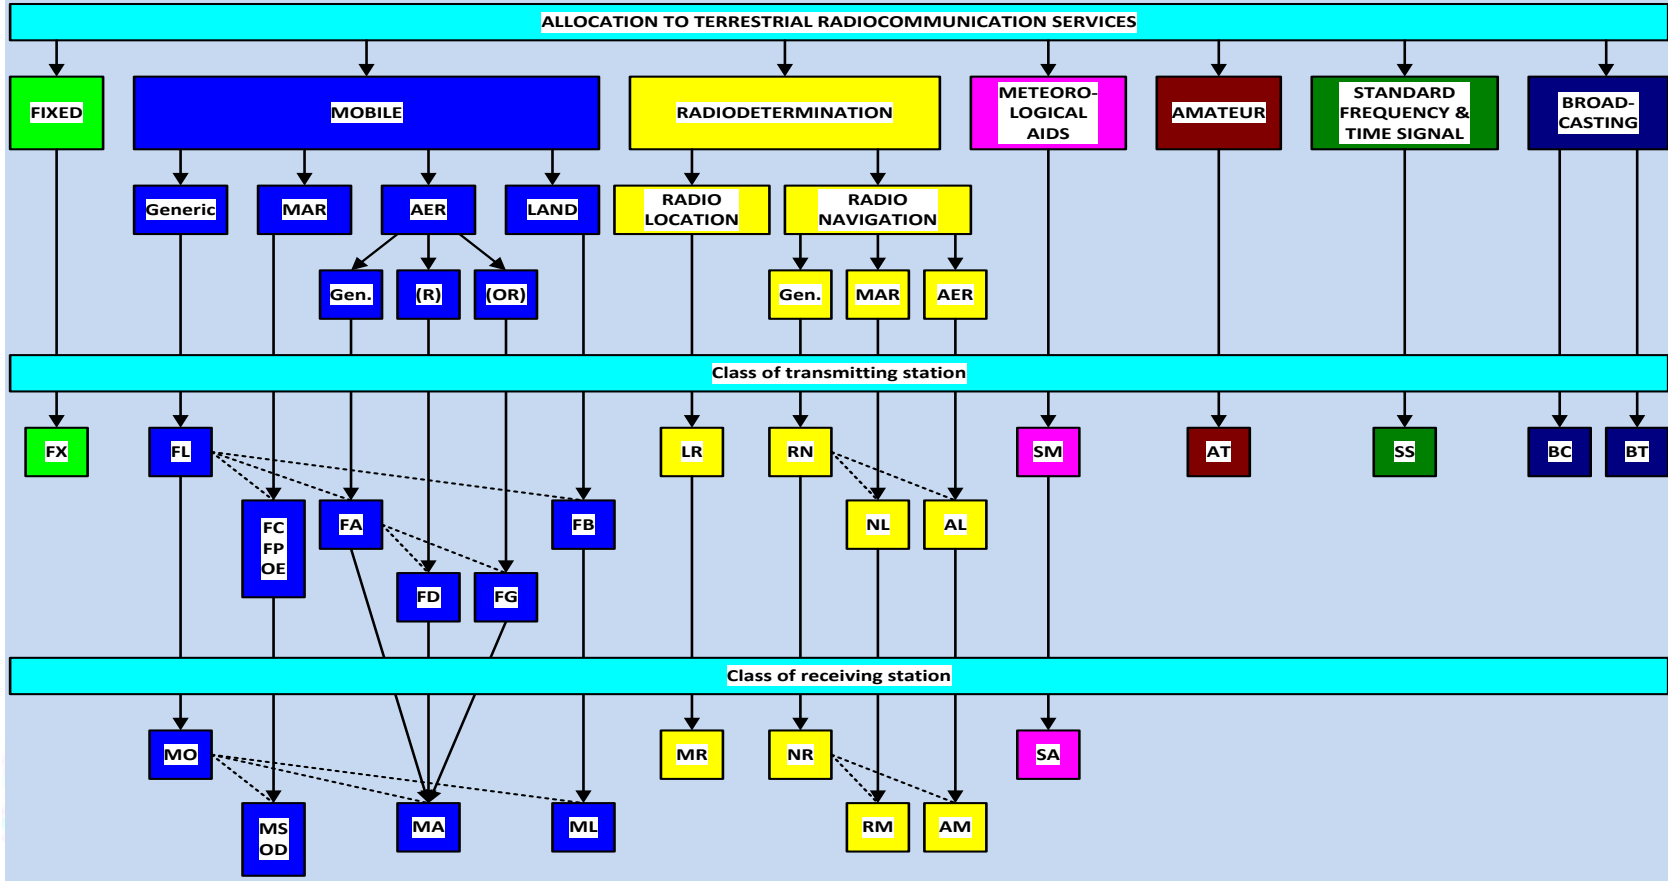 ALLOCATION TO TERRESTRIAL RADIOCOMMUNICATION SERVICES
FIXED
MOBILE
RADIODETERMINATION
METEORO-
LOGICAL
AIDS
AMATEUR
STANDARD
FREQUENCY &
TIME SIGNAL
BROAD-
CASTING
Generic
MAR
AER
LAND
RADIO
LOCATION
RADIO
NAVIGATION
Gen.
(R)
(OR)
Gen.
MAR
AER
Class of transmitting station
FX
FL
LR
RN
SM
AT
SS
BC
BT
FC
FP
OE
FA
FB
NL
AL
FD
FG
Class of receiving station
MO
MR
NR
SA
MS
OD
MA
ML
RM
AM